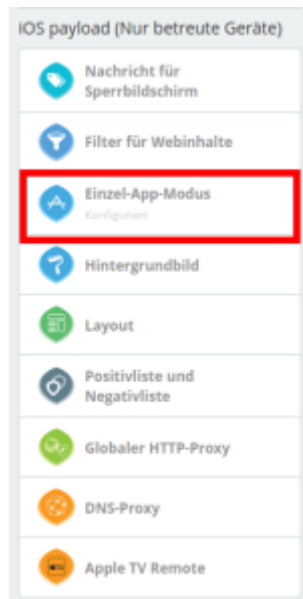 iOS payload (Nur betreute Geräte)
Nachricht für
Sperrbildschirm
Filter für Webinhalte
Einzel-App-Modus
Konfiguriert
Hintergrundbild
Layout
Positivliste und
Negativliste
Globaler HTTP-Proxy
DNS-Proxy
Apple TV Remote